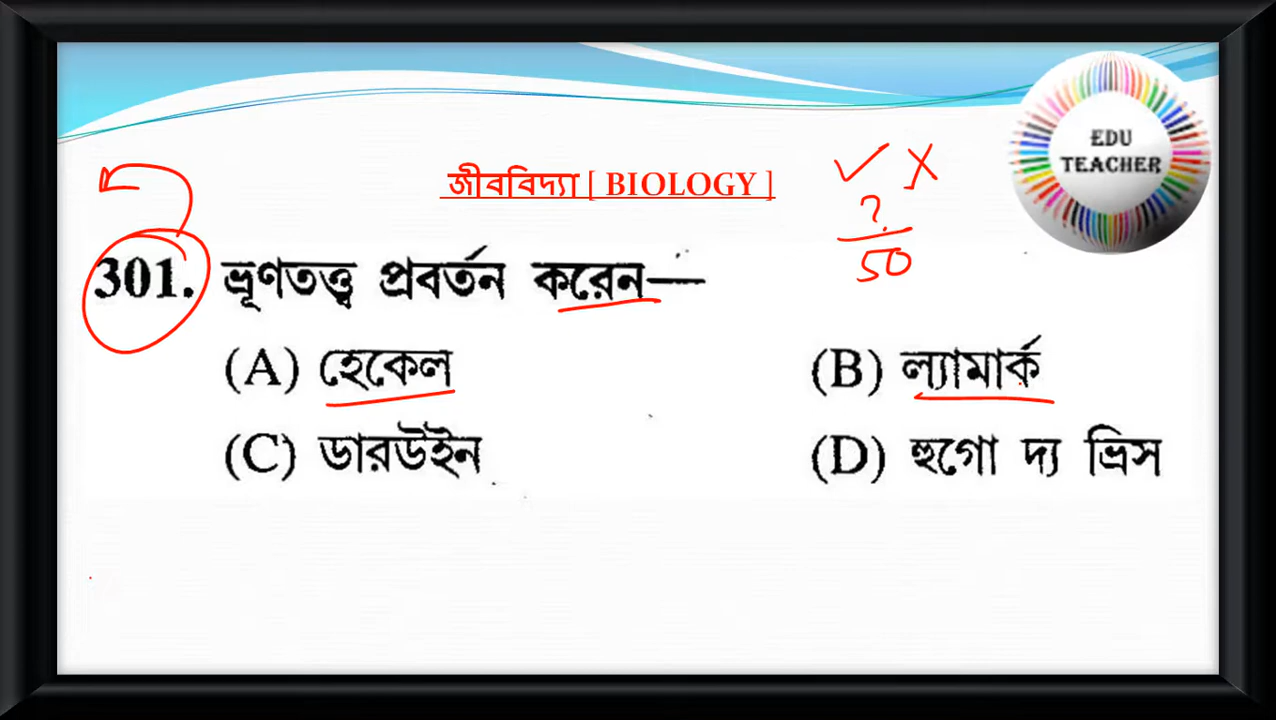 EDU
TEACHER
জীববিদ্যা [ BIOLOGY ]
?
50
301. ভ্রূণতত্ত্ব প্রবর্তন করেন—
(A) হেকেল (B) ল্যামার্ক
(C) ডারউইন (D) হুগো দ্য ভ্রিস